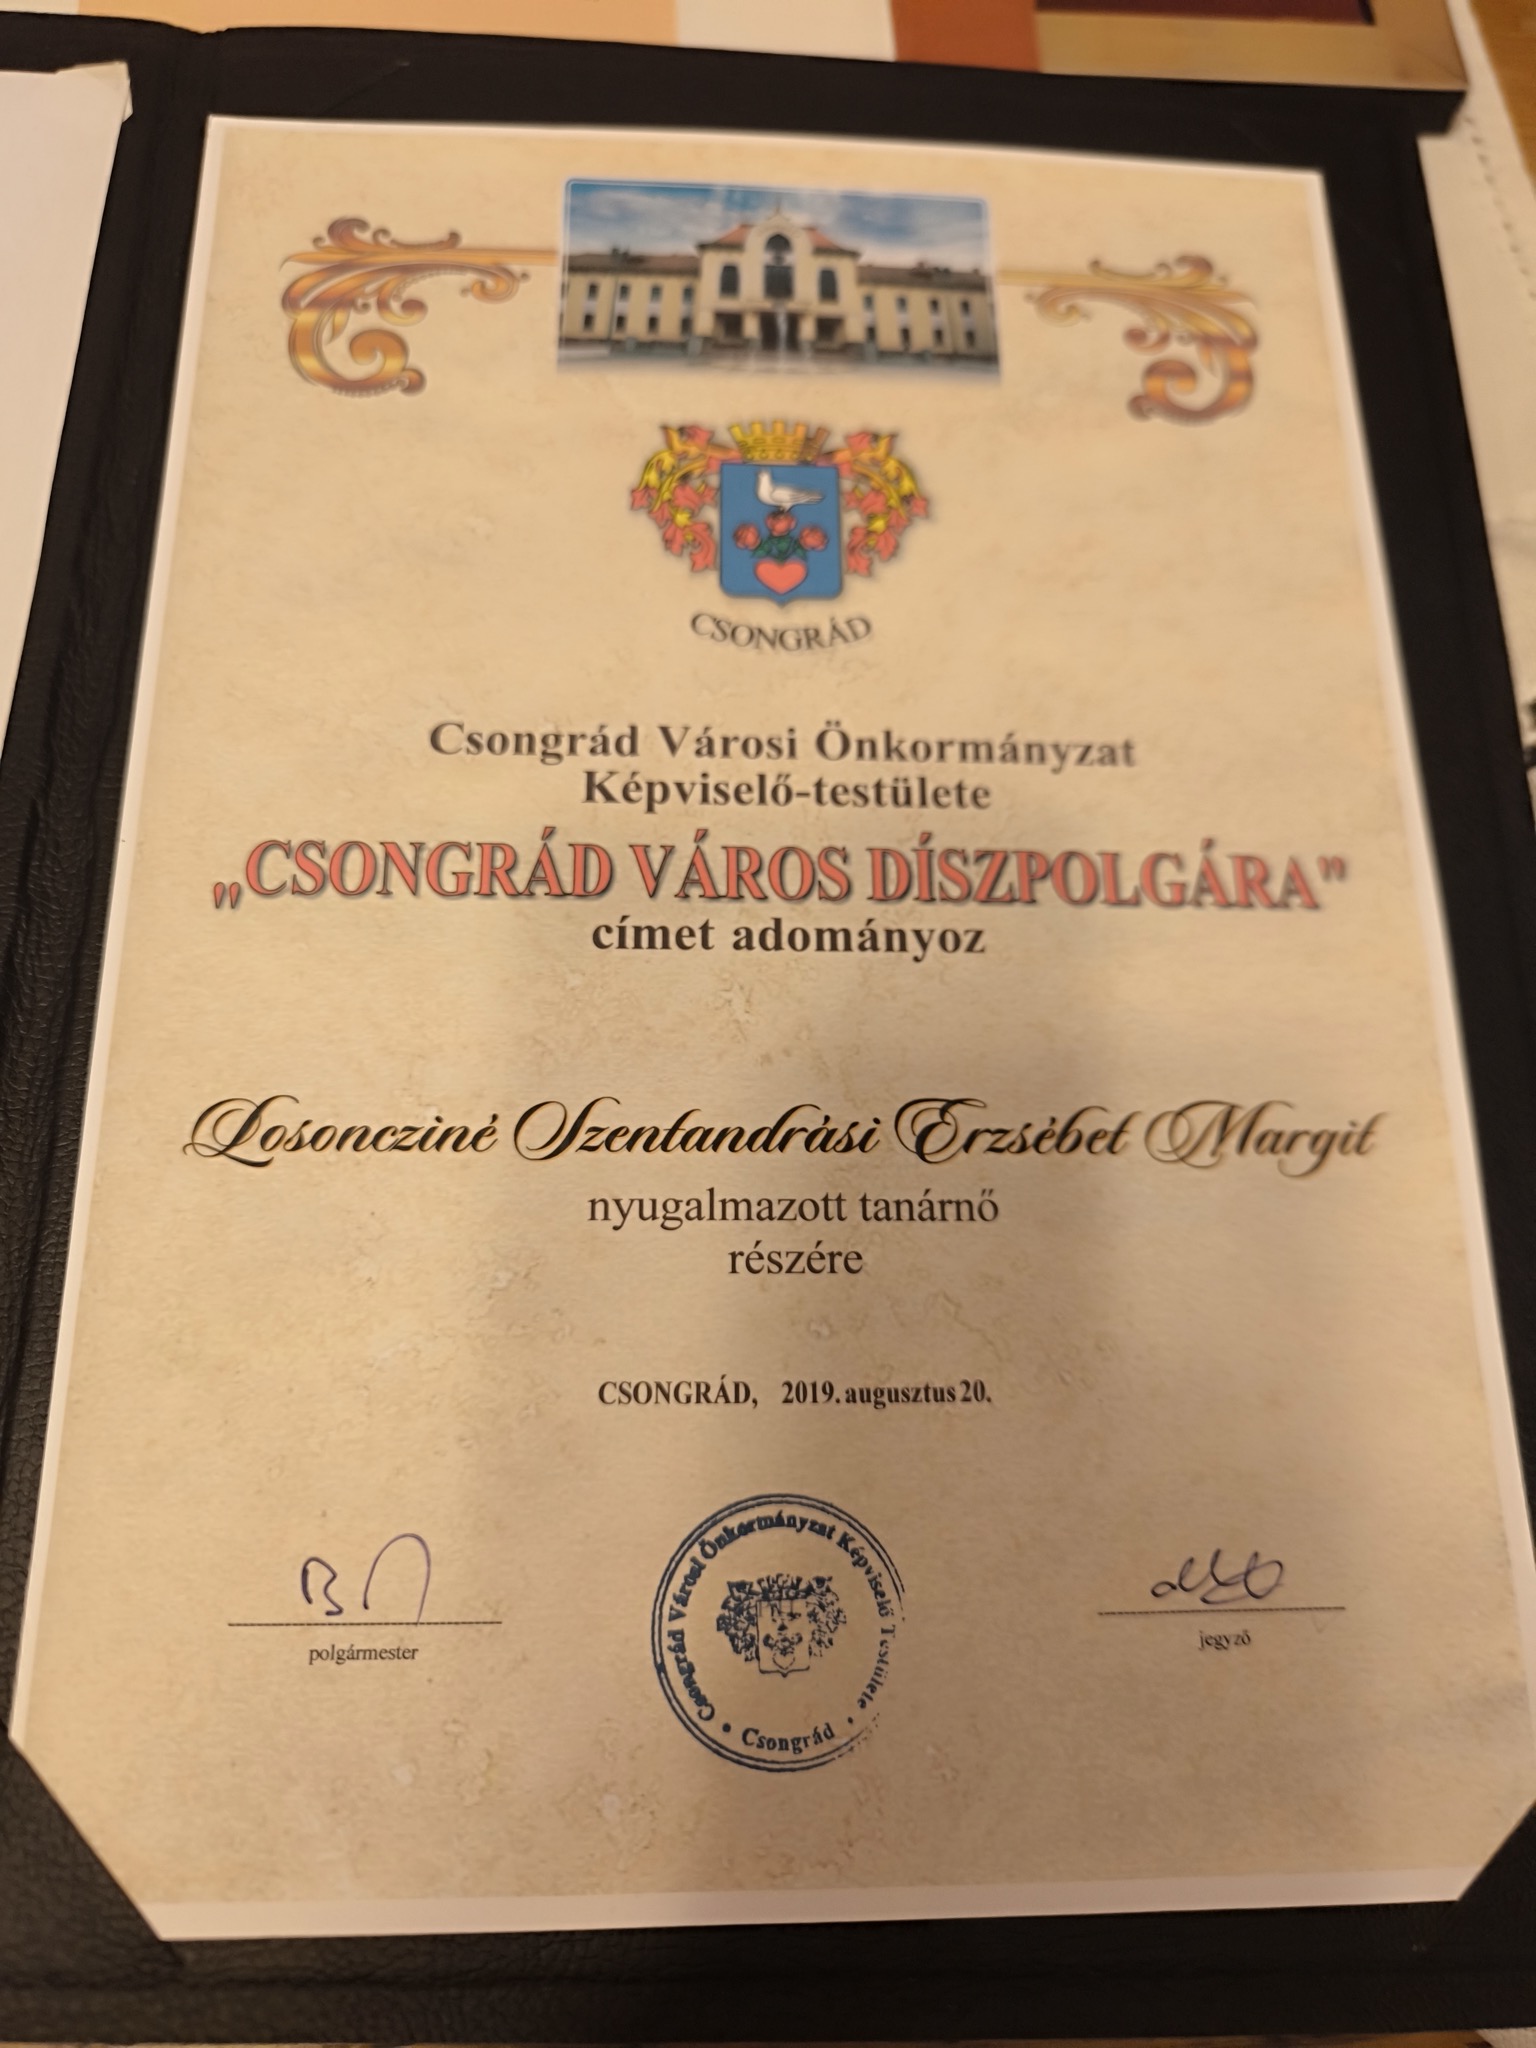 CSONGRÁD
Csongrád Városi Önkormányzat
Képviselő-testülete
„CSONGRÁD VÁROS DÍSZPOLGÁRA”
címet adományoz
Losoncziné Szentandrási Erzsébet Margit
nyugalmazott tanárnő
részére
CSONGRÁD, 2019. augusztus 20.
polgármester
jegyző
Csongrád Városi Önkormányzat Képviselő Testülete
• Csongrád •